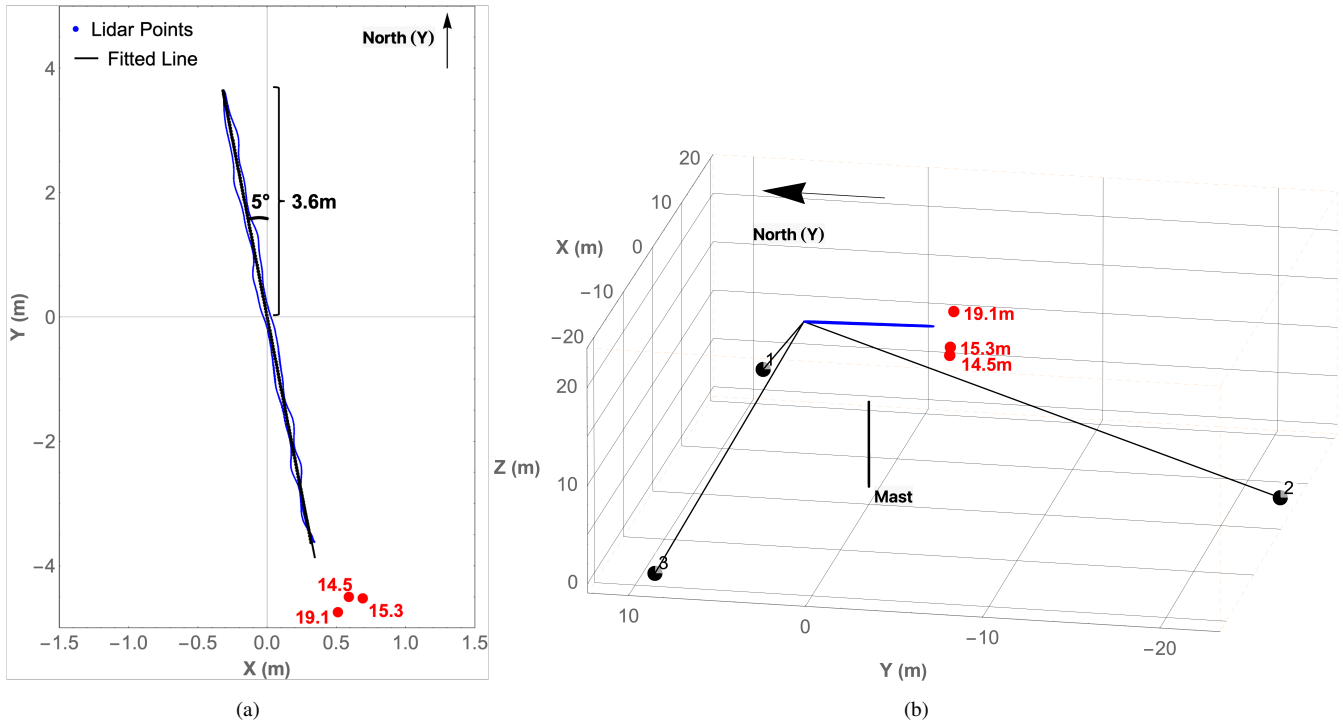 Lidar Points
Fitted Line
North (Y)
4
2
0
−2
−4
5°
3.6m
14.5
15.3
19.1
−1.5
−1.0
−0.5
0.0
0.5
1.0
1.5
X (m)
Y (m)
(a)
20
10
0
−10
−20
X (m)
North (Y)
19.1m
15.3m
14.5m
1
2
3
Mast
20
10
0
Z (m)
10
0
−10
−20
Y (m)
(b)